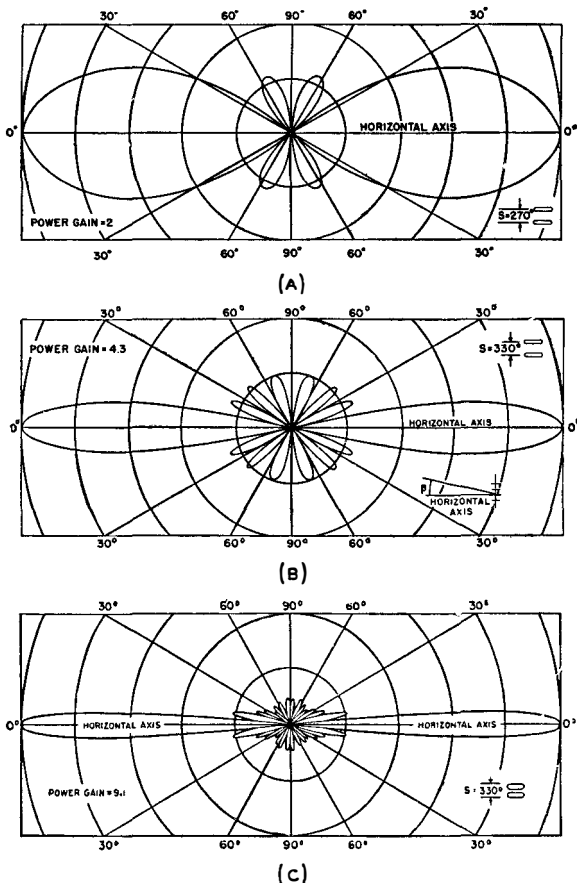 30° 60° 90° 60° 30°
HORIZONTAL AXIS
0° 0°
POWER GAIN=2
S=270°
30° 60° 90° 60° 30°
(A)
30° 60° 90° 60° 30°
POWER GAIN=4.3
S=330°
0° HORIZONTAL AXIS 0°
β
HORIZONTAL
AXIS
30° 60° 90° 60° 30°
(B)
30° 60° 90° 60° 30°
0° HORIZONTAL AXIS HORIZONTAL AXIS 0°
POWER GAIN=9.1
S = 330°
30° 60° 90° 60° 30°
(C)